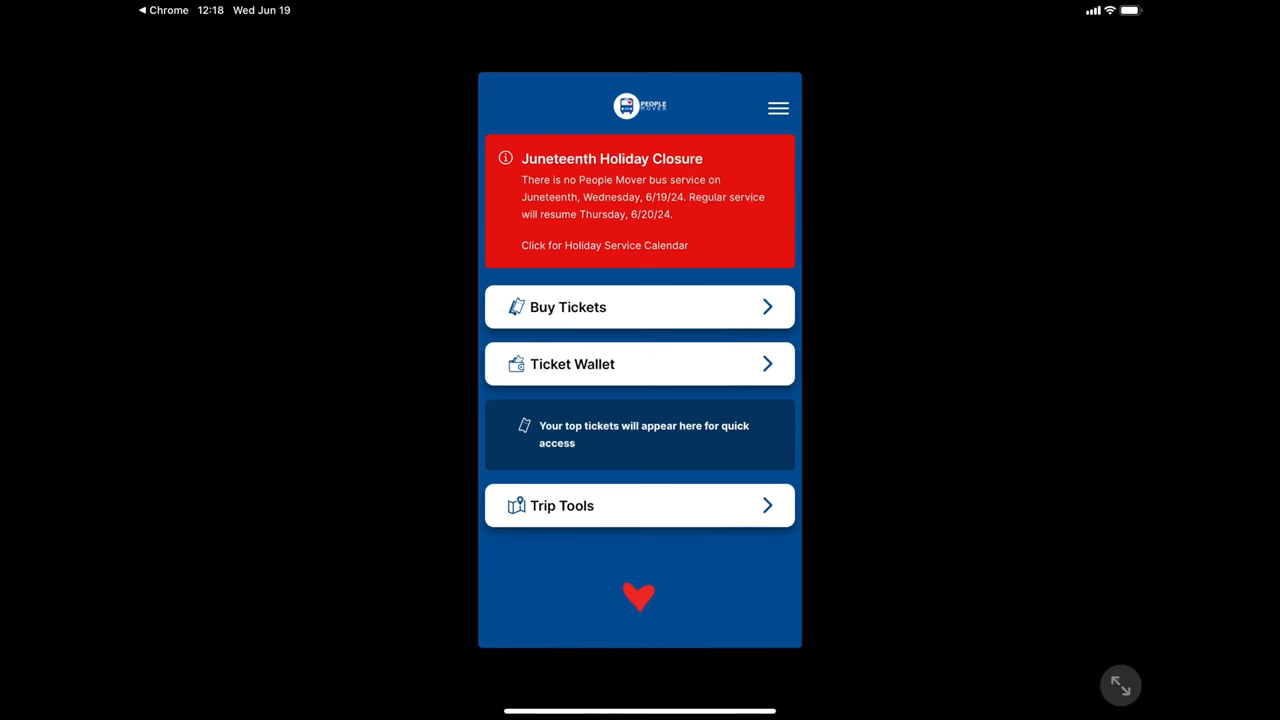 Chrome 12:18 Wed Jun 19
PEOPLE
MOVER
Juneteenth Holiday Closure
There is no People Mover bus service on
Juneteenth, Wednesday, 6/19/24. Regular service
will resume Thursday, 6/20/24.
Click for Holiday Service Calendar
Buy Tickets
Ticket Wallet
Your top tickets will appear here for quick
access
Trip Tools